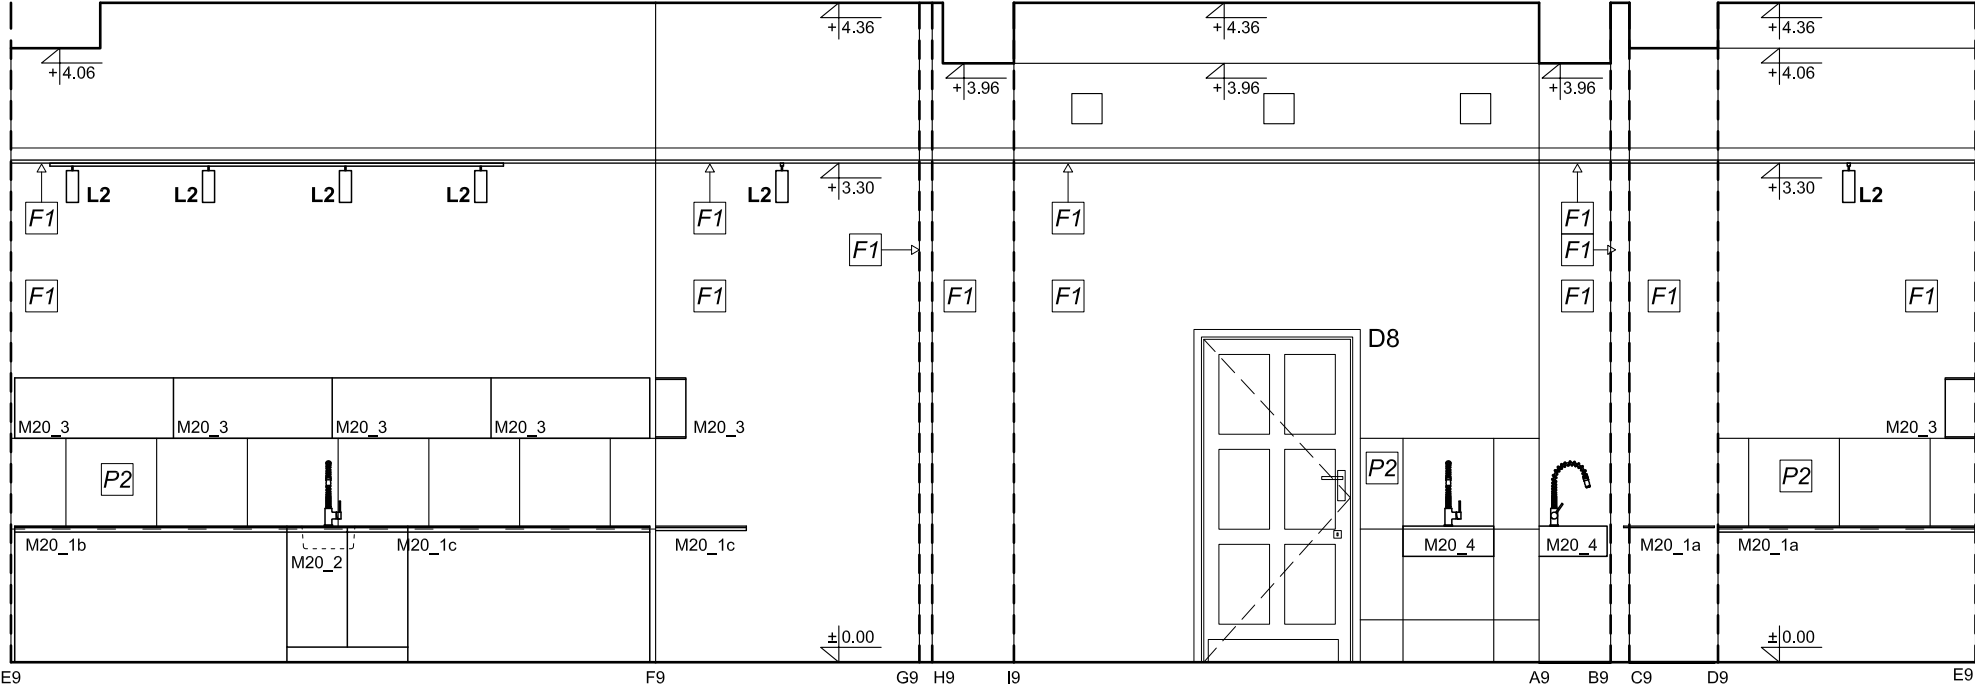 +4.36
+4.36
+4.36
+4.06
+3.96
+3.96
+3.96
+4.06
L2
L2
L2
L2
L2
+3.30
+3.30
L2
F1
F1
F1
F1
F1
F1
F1
F1
F1
F1
F1
F1
F1
D8
M20_3
M20_3
M20_3
M20_3
M20_3
M20_3
P2
P2
P2
M20_1b
M20_2
M20_1c
M20_1c
M20_4
M20_4
M20_1a
M20_1a
±0.00
±0.00
E9
F9
G9
H9
I9
A9
B9
C9
D9
E9